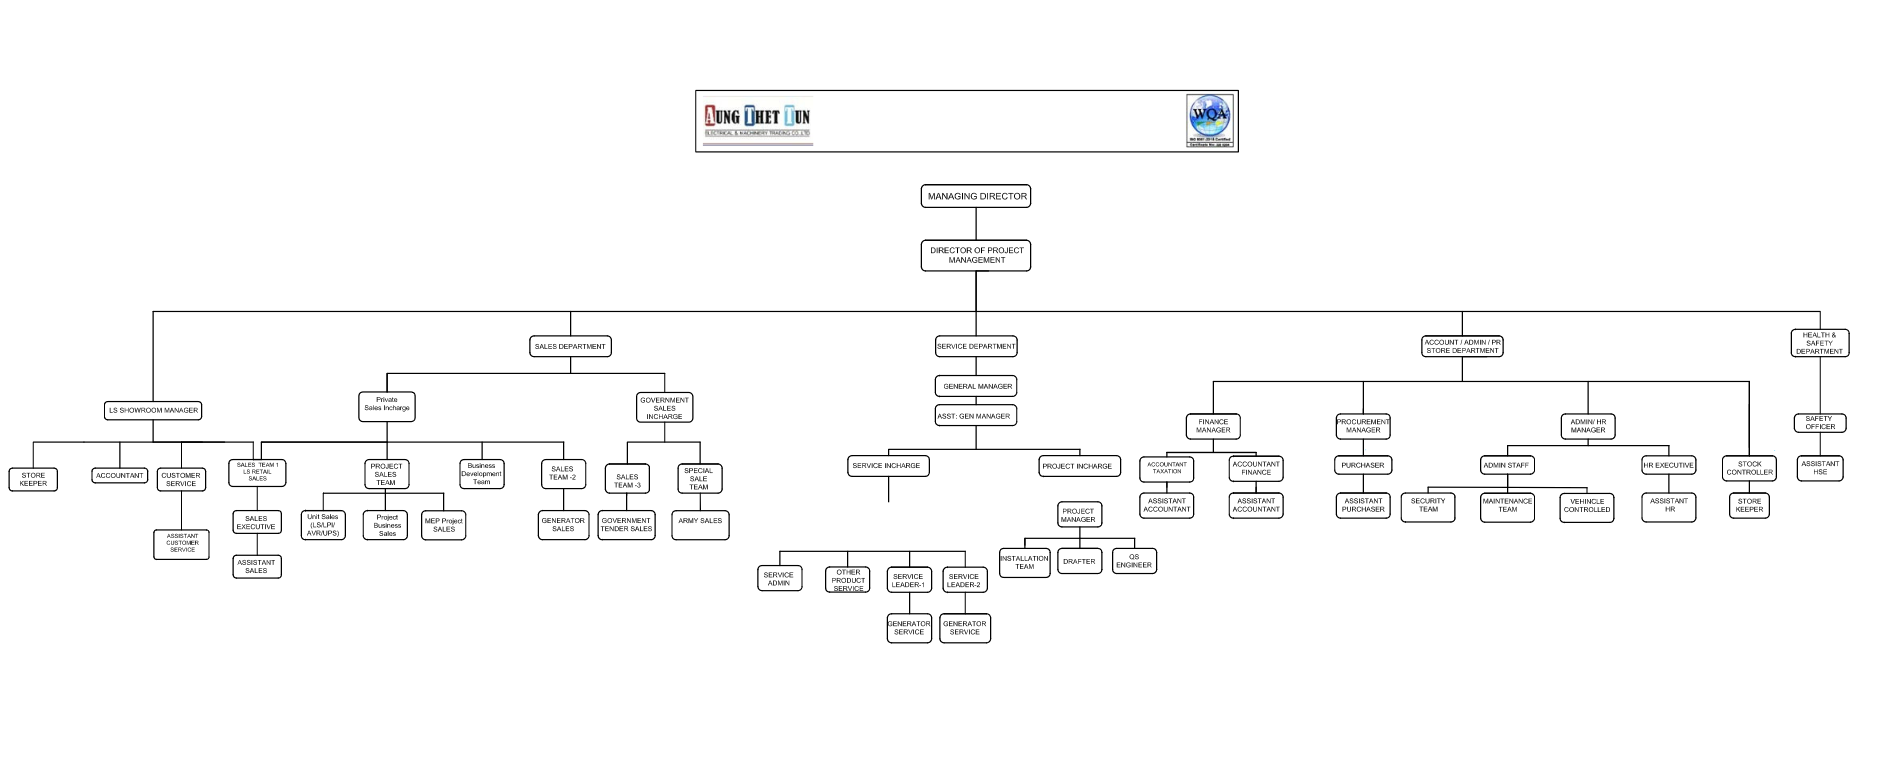 AUNG THET TUN
ELECTRICAL & MACHINERY TRADING CO.,LTD
WQA
ISO 9001:2015 Certified
MANAGING DIRECTOR
DIRECTOR OF PROJECT
MANAGEMENT
SALES DEPARTMENT
SERVICE DEPARTMENT
ACCOUNT / ADMIN / PR
STORE DEPARTMENT
HEALTH &
SAFETY
DEPARTMENT
GENERAL MANAGER
ASST: GEN MANAGER
LS SHOWROOM MANAGER
Private
Sales Incharge
GOVERNMENT
SALES
INCHARGE
FINANCE
MANAGER
PROCUREMENT
MANAGER
ADMIN/ HR
MANAGER
SAFETY
OFFICER
STORE
KEEPER
ACCOUNTANT
CUSTOMER
SERVICE
SALES TEAM 1
LS RETAIL
SALES
PROJECT
SALES
TEAM
Business
Development
Team
SALES
TEAM -2
SALES
TEAM -3
SPECIAL
SALE
TEAM
SERVICE INCHARGE
PROJECT INCHARGE
ACCOUNTANT
TAXATION
ACCOUNTANT
FINANCE
PURCHASER
ADMIN STAFF
HR EXECUTIVE
STOCK
CONTROLLER
ASSISTANT
HSE
ASSISTANT
CUSTOMER
SERVICE
SALES
EXECUTIVE
ASSISTANT
SALES
Unit Sales
(LS/LPI/
AVR/UPS)
Project
Business
Sales
MEP Project
SALES
GENERATOR
SALES
GOVERNMENT
TENDER SALES
ARMY SALES
PROJECT
MANAGER
ASSISTANT
ACCOUNTANT
ASSISTANT
ACCOUNTANT
ASSISTANT
PURCHASER
SECURITY
TEAM
MAINTENANCE
TEAM
VEHINCLE
CONTROLLED
ASSISTANT
HR
STORE
KEEPER
INSTALLATION
TEAM
DRAFTER
QS
ENGINEER
SERVICE
ADMIN
OTHER
PRODUCT
SERVICE
SERVICE
LEADER-1
SERVICE
LEADER-2
GENERATOR
SERVICE
GENERATOR
SERVICE